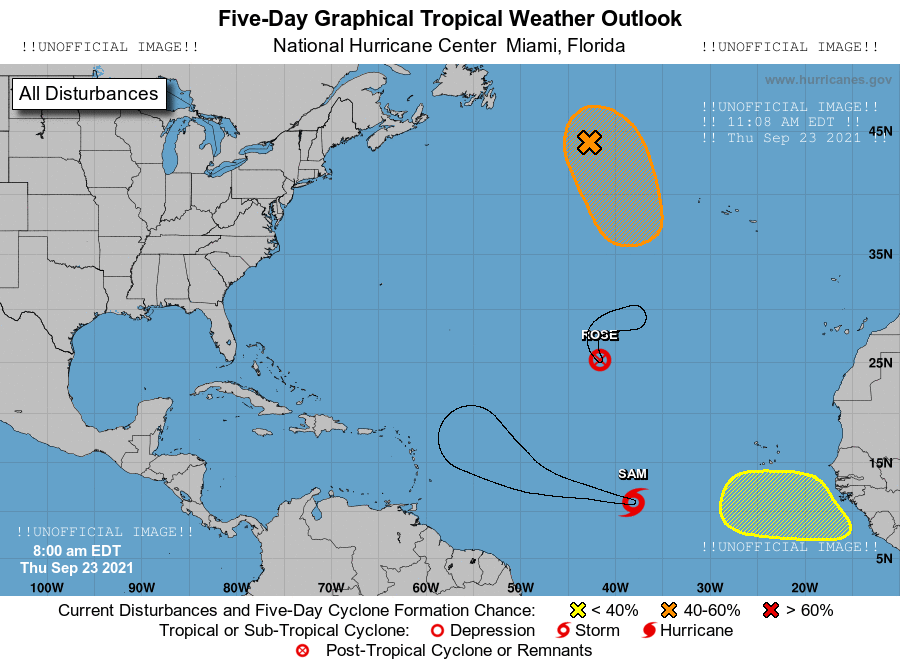 Five-Day Graphical Tropical Weather Outlook
!!UNOFFICIAL IMAGE!! National Hurricane Center Miami, Florida !!UNOFFICIAL IMAGE!!
www.hurricanes.gov
All Disturbances
!!UNOFFICIAL IMAGE!!
!! 11:08 AM EDT !!
!! Thu Sep 23 2021 !!
45N
35N
ROSE
25N
15N
SAM
!!UNOFFICIAL IMAGE!!
8:00 am EDT
!!UNOFFICIAL IMAGE!!
5N
Thu Sep 23 2021
100W 90W 80W 70W 60W 50W 40W 30W 20W
Current Disturbances and Five-Day Cyclone Formation Chance: < 40% 40-60% > 60%
Tropical or Sub-Tropical Cyclone: Depression Storm Hurricane
Post-Tropical Cyclone or Remnants